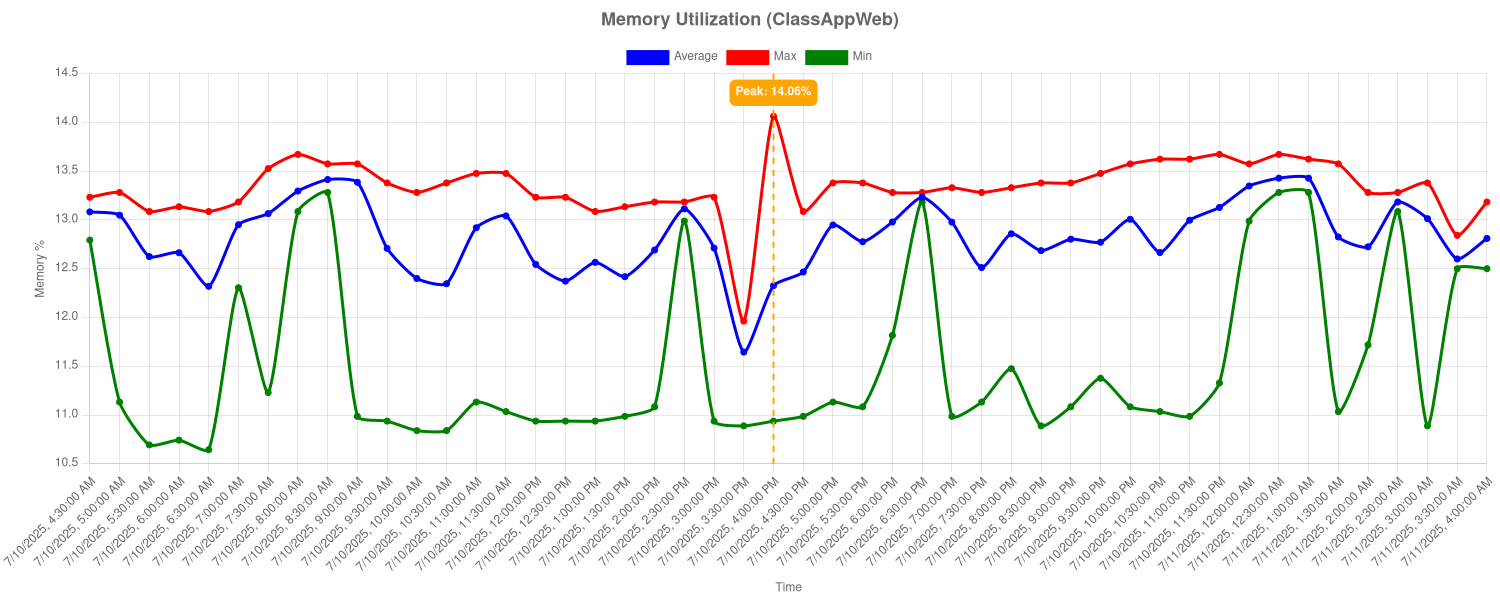 Memory Utilization (ClassAppWeb)
Average Max Min
Peak: 14.06%
14.5
14.0
13.5
13.0
12.5
12.0
11.5
11.0
10.5
Memory %
7/10/2025, 4:30:00 AM
7/10/2025, 5:00:00 AM
7/10/2025, 5:30:00 AM
7/10/2025, 6:00:00 AM
7/10/2025, 6:30:00 AM
7/10/2025, 7:00:00 AM
7/10/2025, 7:30:00 AM
7/10/2025, 8:00:00 AM
7/10/2025, 8:30:00 AM
7/10/2025, 9:00:00 AM
7/10/2025, 9:30:00 AM
7/10/2025, 10:00:00 AM
7/10/2025, 10:30:00 AM
7/10/2025, 11:00:00 AM
7/10/2025, 11:30:00 AM
7/10/2025, 12:00:00 PM
7/10/2025, 12:30:00 PM
7/10/2025, 1:00:00 PM
7/10/2025, 1:30:00 PM
7/10/2025, 2:00:00 PM
7/10/2025, 2:30:00 PM
7/10/2025, 3:00:00 PM
7/10/2025, 3:30:00 PM
7/10/2025, 4:00:00 PM
7/10/2025, 4:30:00 PM
7/10/2025, 5:00:00 PM
7/10/2025, 5:30:00 PM
7/10/2025, 6:00:00 PM
7/10/2025, 6:30:00 PM
7/10/2025, 7:00:00 PM
7/10/2025, 7:30:00 PM
7/10/2025, 8:00:00 PM
7/10/2025, 8:30:00 PM
7/10/2025, 9:00:00 PM
7/10/2025, 9:30:00 PM
7/10/2025, 10:00:00 PM
7/10/2025, 10:30:00 PM
7/10/2025, 11:00:00 PM
7/10/2025, 11:30:00 PM
7/11/2025, 12:00:00 AM
7/11/2025, 12:30:00 AM
7/11/2025, 1:00:00 AM
7/11/2025, 1:30:00 AM
7/11/2025, 2:00:00 AM
7/11/2025, 2:30:00 AM
7/11/2025, 3:00:00 AM
7/11/2025, 3:30:00 AM
7/11/2025, 4:00:00 AM
Time